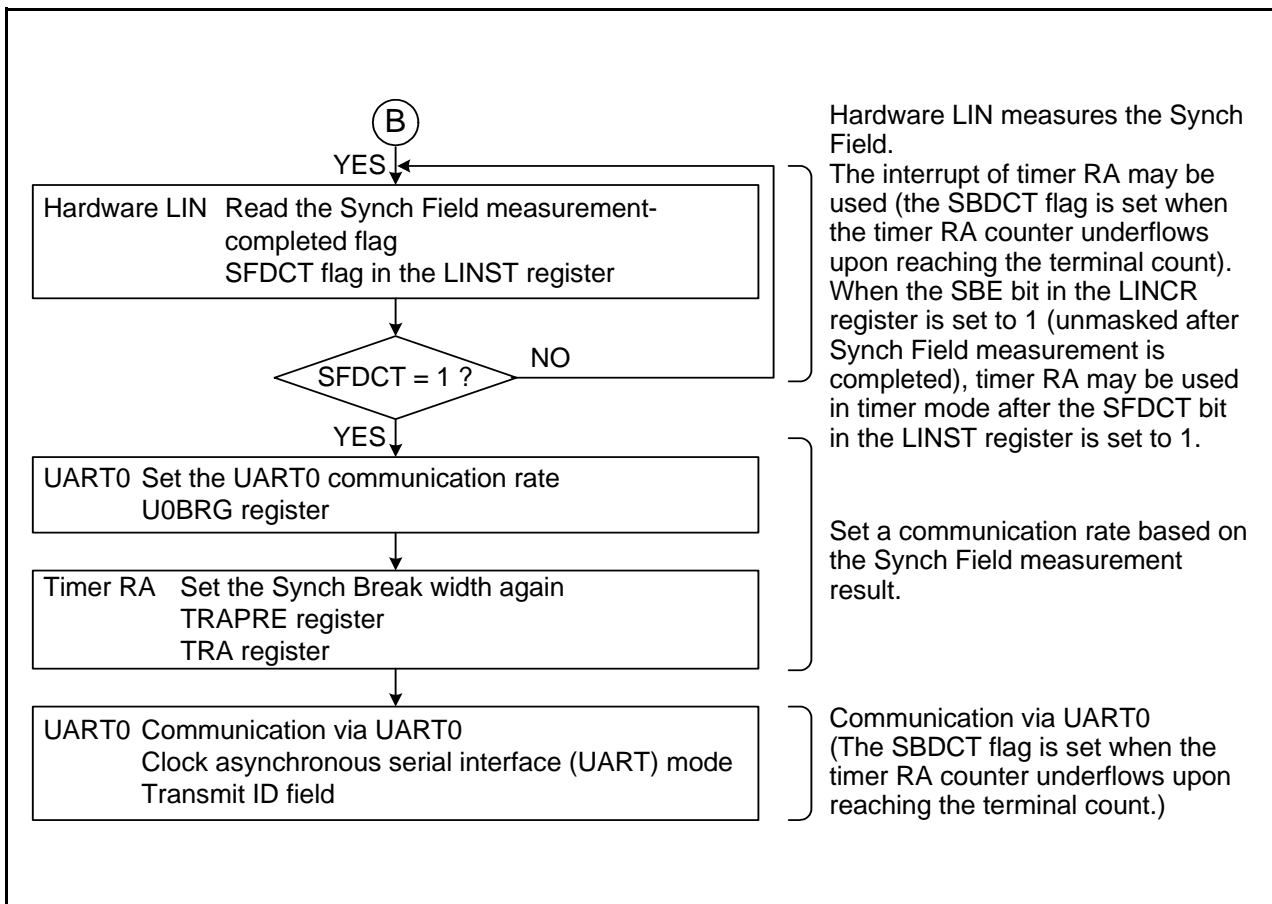 B
YES
Hardware LIN Read the Synch Field measurement-
completed flag
SFDCT flag in the LINST register
SFDCT = 1 ?
NO
YES
UART0 Set the UART0 communication rate
U0BRG register
Timer RA Set the Synch Break width again
TRAPRE register
TRA register
UART0 Communication via UART0
Clock asynchronous serial interface (UART) mode
Transmit ID field
Hardware LIN measures the Synch
Field.
The interrupt of timer RA may be
used (the SBDCT flag is set when
the timer RA counter underflows
upon reaching the terminal count).
When the SBE bit in the LINCR
register is set to 1 (unmasked after
Synch Field measurement is
completed), timer RA may be used
in timer mode after the SFDCT bit
in the LINST register is set to 1.
Set a communication rate based on
the Synch Field measurement
result.
Communication via UART0
(The SBDCT flag is set when the
timer RA counter underflows upon
reaching the terminal count.)